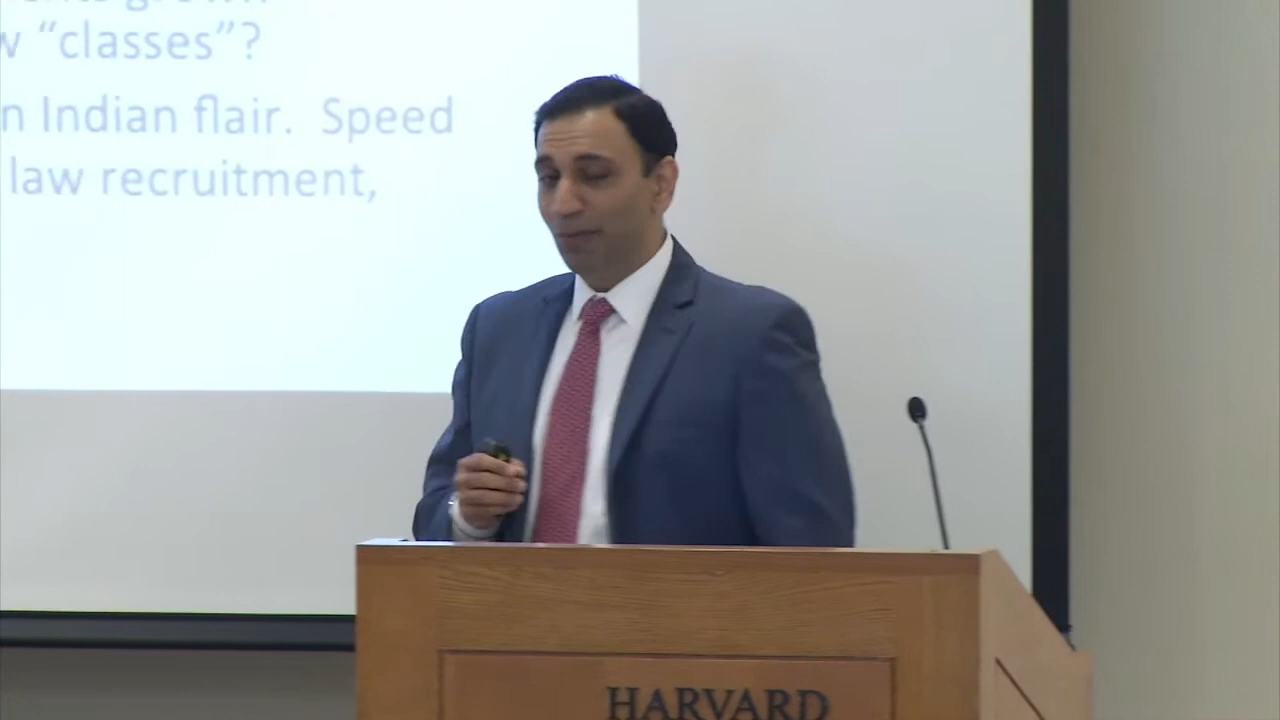 “classes”?
Indian flair. Speed
law recruitment,
HARVARD